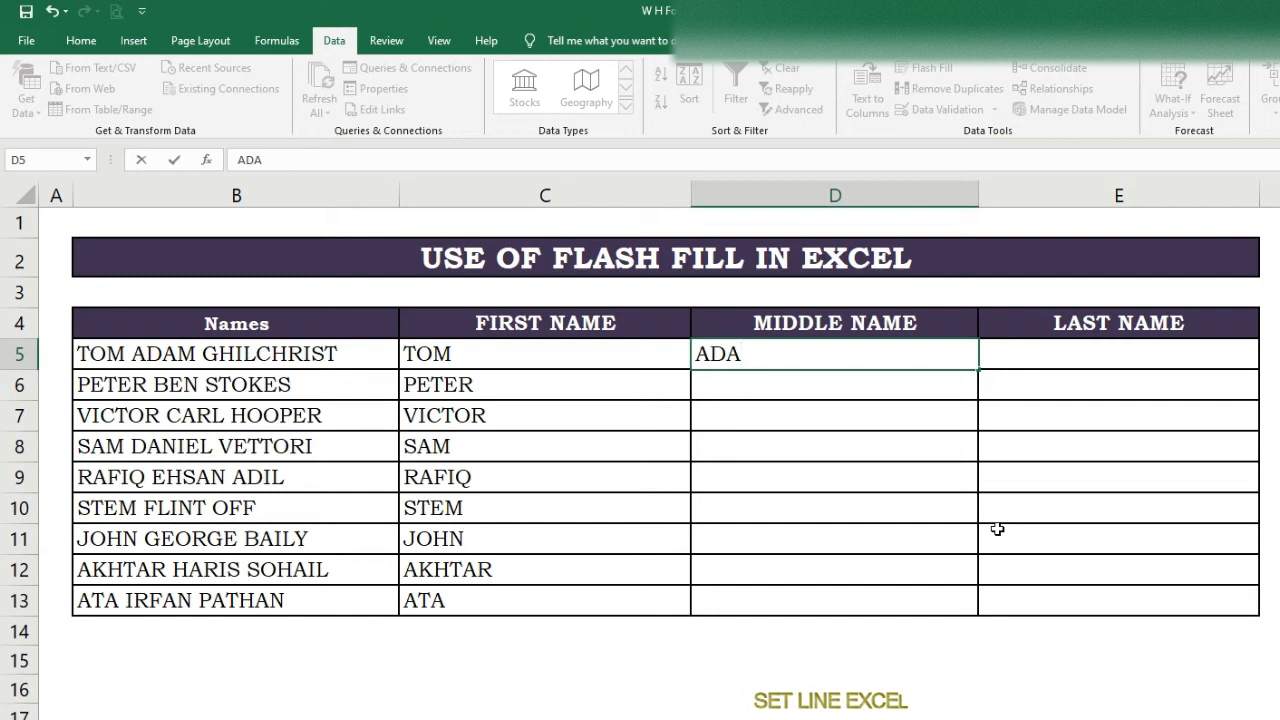 W H Fo
File Home Insert Page Layout Formulas Data Review View Help Tell me what you want to d
Get Data
From Text/CSV
From Web
From Table/Range
Recent Sources
Existing Connections
Get & Transform Data
Refresh All
Queries & Connections
Properties
Edit Links
Queries & Connections
Stocks
Geography
Data Types
Sort
Filter
Clear
Reapply
Advanced
Sort & Filter
Text to Columns
Flash Fill
Remove Duplicates
Data Validation
Consolidate
Relationships
Manage Data Model
Data Tools
What-If Analysis
Forecast Sheet
Forecast
Gro
D5 fx ADA
A B C D E
1
2 USE OF FLASH FILL IN EXCEL
3
4 Names FIRST NAME MIDDLE NAME LAST NAME
5 TOM ADAM GHILCHRIST TOM ADA
6 PETER BEN STOKES PETER
7 VICTOR CARL HOOPER VICTOR
8 SAM DANIEL VETTORI SAM
9 RAFIQ EHSAN ADIL RAFIQ
10 STEM FLINT OFF STEM
11 JOHN GEORGE BAILY JOHN
12 AKHTAR HARIS SOHAIL AKHTAR
13 ATA IRFAN PATHAN ATA
14
15
16 SET LINE EXCEL
17